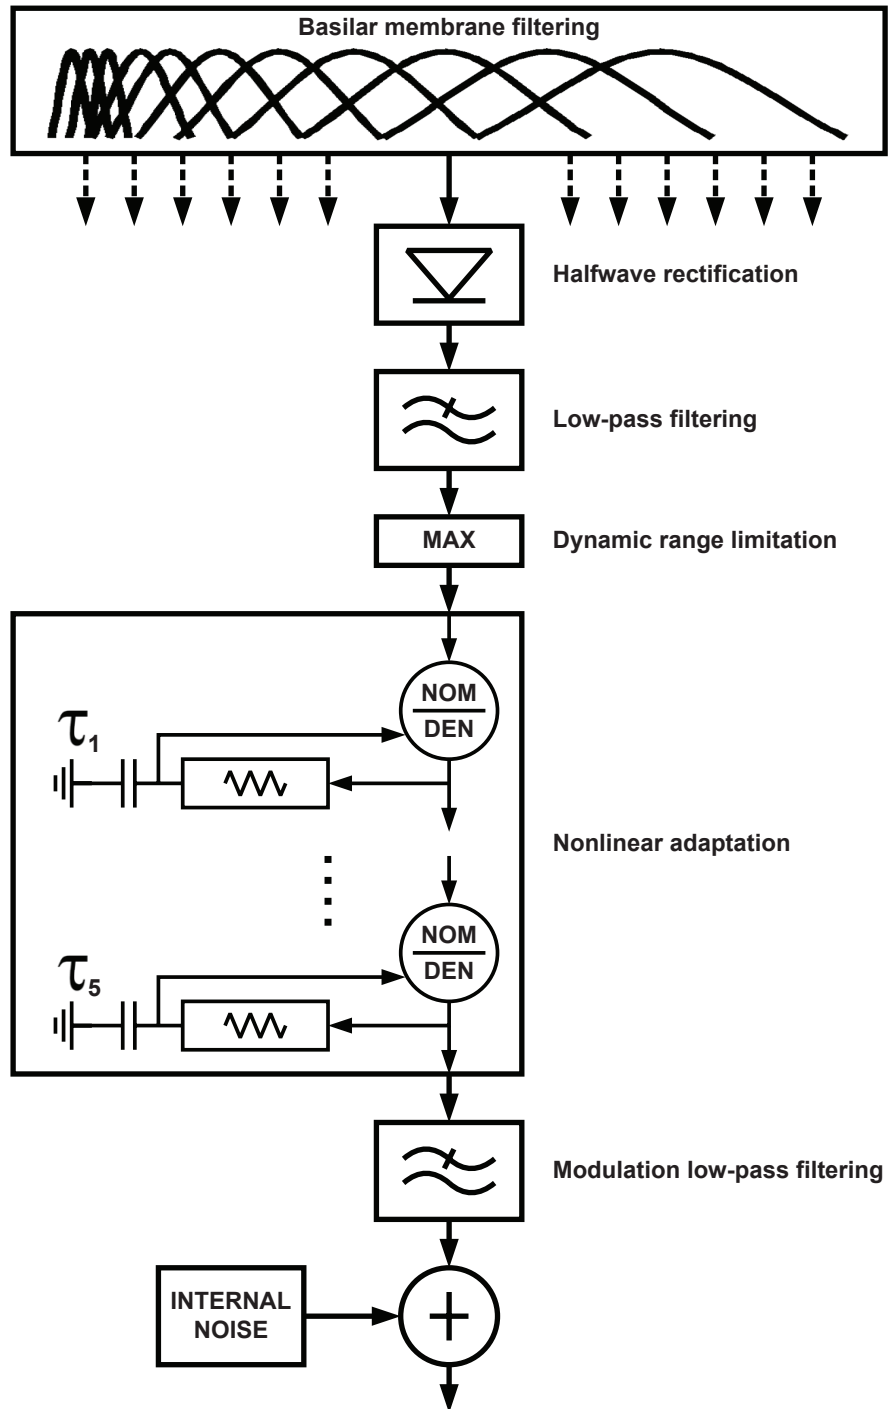 Basilar membrane filtering
Halfwave rectification
Low-pass filtering
MAX
Dynamic range limitation
NOM
DEN
τ1
Nonlinear adaptation
NOM
DEN
τ5
Modulation low-pass filtering
INTERNAL
NOISE
+